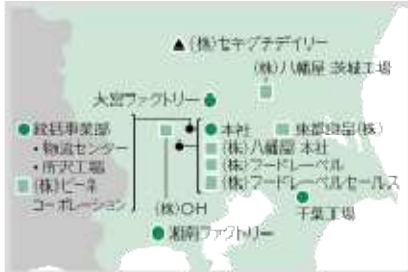 ▲(株)セキグチデイリー
(株)八幡屋 茨城工場
大宮ファクトリー
統括事業部
・物流センター
・所沢工場
(株)ピーネ
コーポレーション
本社
(株)八幡屋 本社
(株)フードレーベル
(株)フードレーベルセールス
東都食品(株)
(株)OH
千葉工場
湘南ファクトリー